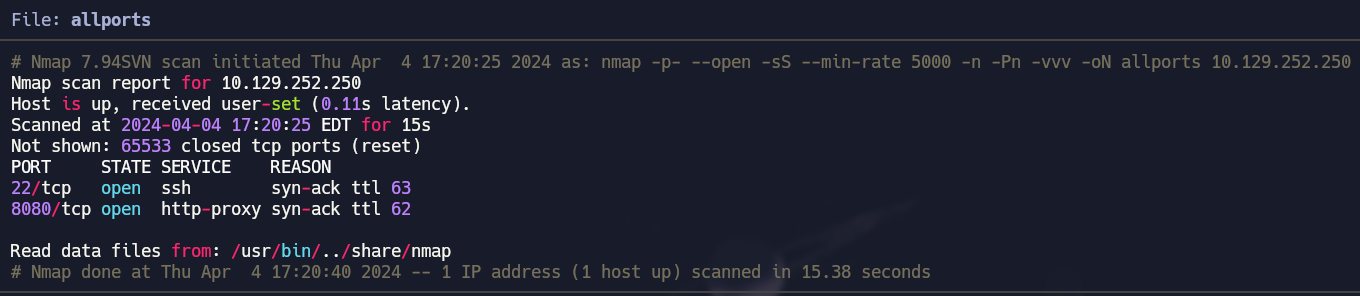 File: allports
# Nmap 7.94SVN scan initiated Thu Apr  4 17:20:25 2024 as: nmap -p- --open -sS --min-rate 5000 -n -Pn -vvv -oN allports 10.129.252.250
Nmap scan report for 10.129.252.250
Host is up, received user-set (0.11s latency).
Scanned at 2024-04-04 17:20:25 EDT for 15s
Not shown: 65533 closed tcp ports (reset)
PORT     STATE SERVICE    REASON
22/tcp   open  ssh        syn-ack ttl 63
8080/tcp open  http-proxy syn-ack ttl 62
Read data files from: /usr/bin/../share/nmap
# Nmap done at Thu Apr  4 17:20:40 2024 -- 1 IP address (1 host up) scanned in 15.38 seconds